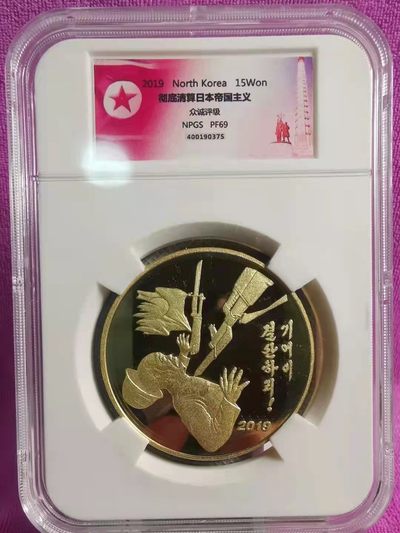 2019 North Korea 15Won
彻底清算日本帝国主义
众诚评级
NPGS PF69
400190375
기어이
결산하리!
2019